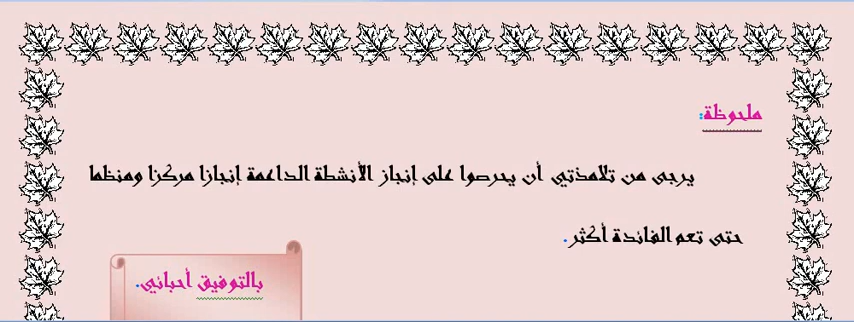 ملحوظة:
يرجى من تلامذتي أن يحرصوا على إنجاز الأنشطة الداعمة إنجازا مركزا ومنظما
حتى تعم الفائدة أكثر.
بالتوفيق أحبائي.